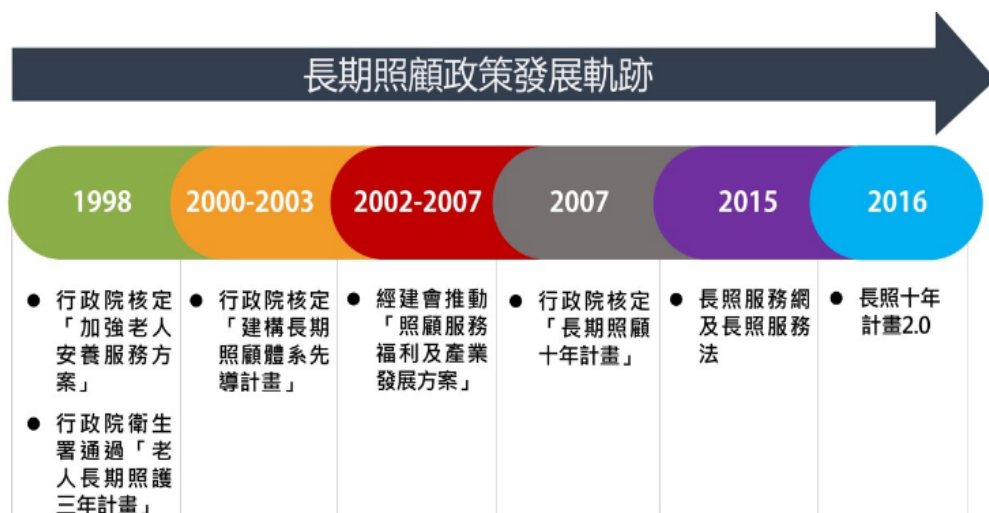 長期照顧政策發展軌跡
1998
2000-2003
2002-2007
2007
2015
2016
● 行政院核定
「加強老人
安養服務方
案」
● 行政院衛生
署通過「老
人長期照護
三年計畫」
● 行政院核定
「建構長期
照顧體系先
導計畫」
● 經建會推動
「照顧服務
福利及產業
發展方案」
● 行政院核定
「長期照顧
十年計畫」
● 長照服務網
及長照服務
法
● 長照十年
計畫2.0